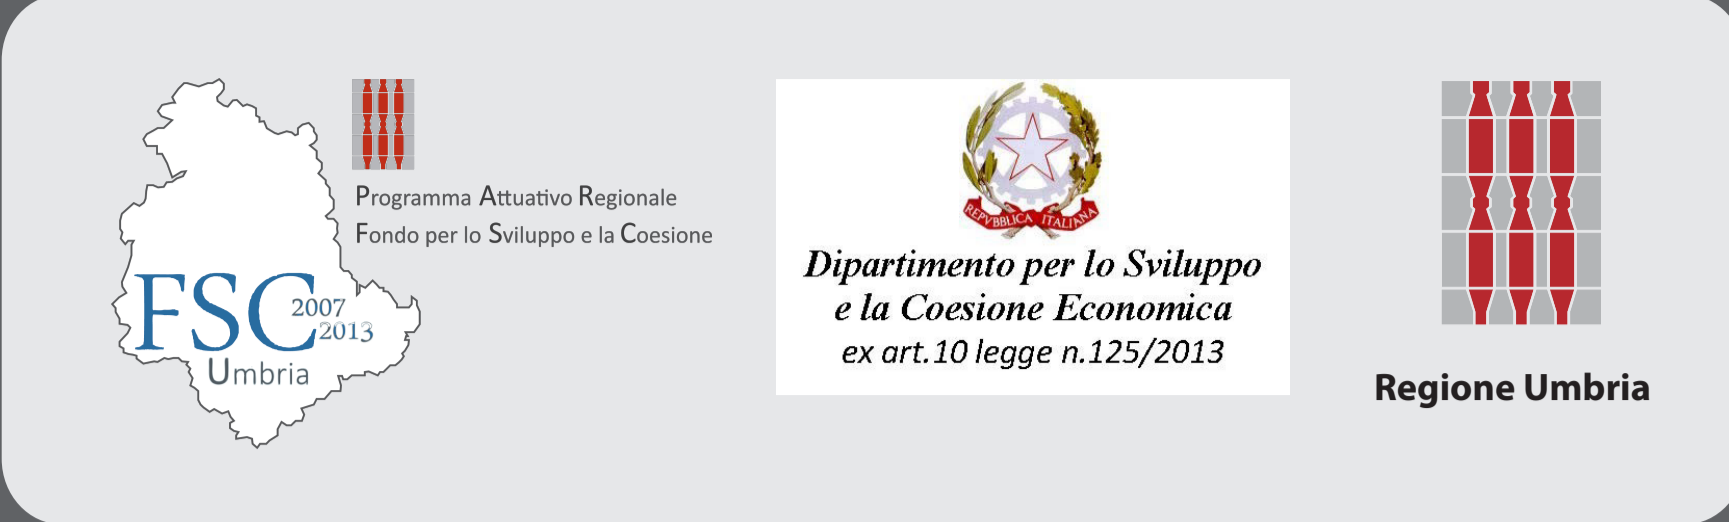 Programma Attuativo Regionale
Fondo per lo Sviluppo e la Coesione
FSC 2007
2013
Umbria
REPVBBLICA ITALIANA
Dipartimento per lo Sviluppo
e la Coesione Economica
ex art.10 legge n.125/2013
Regione Umbria